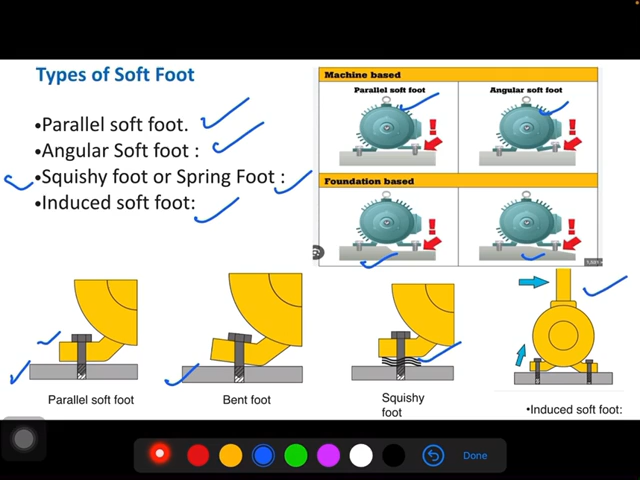 Types of Soft Foot
•Parallel soft foot.
•Angular Soft foot :
•Squishy foot or Spring Foot :
•Induced soft foot:
Machine based
Parallel soft foot
Angular soft foot
Foundation based
Parallel soft foot
Bent foot
Squishy
foot
•Induced soft foot:
Done